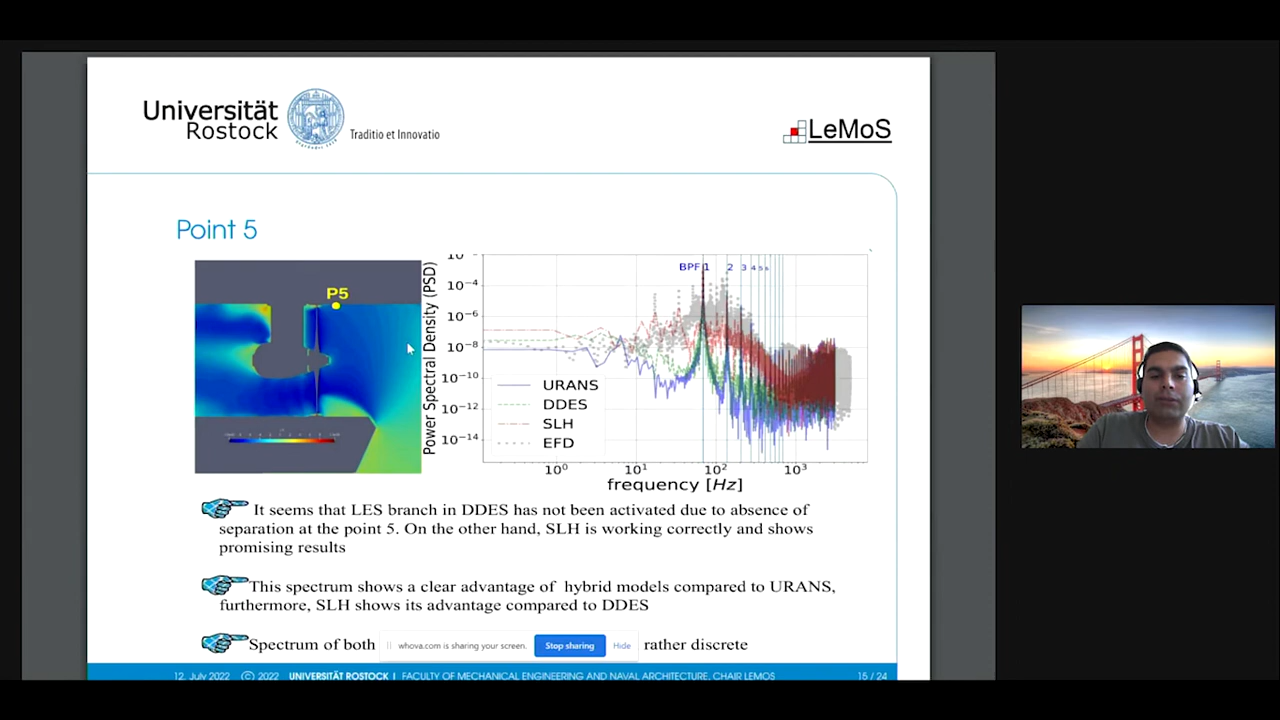 Universität
Rostock
Traditio et Innovatio
LeMoS
Point 5
P5
Power Spectral Density (PSD)
10⁻⁴
10⁻⁶
10⁻⁸
10⁻¹⁰
10⁻¹²
10⁻¹⁴
BPF 1 2 3 4 5 6
URANS
DDES
SLH
EFD
10⁰ 10¹ 10² 10³
frequency [Hz]
It seems that LES branch in DDES has not been activated due to absence of
separation at the point 5. On the other hand, SLH is working correctly and shows
promising results
This spectrum shows a clear advantage of hybrid models compared to URANS,
furthermore, SLH shows its advantage compared to DDES
Spectrum of both rather discrete
whova.com is sharing your screen. Stop sharing Hide
12. July 2022 © 2022 UNIVERSITÄT ROSTOCK | FACULTY OF MECHANICAL ENGINEERING AND NAVAL ARCHITECTURE, CHAIR LEMOS 15 / 24